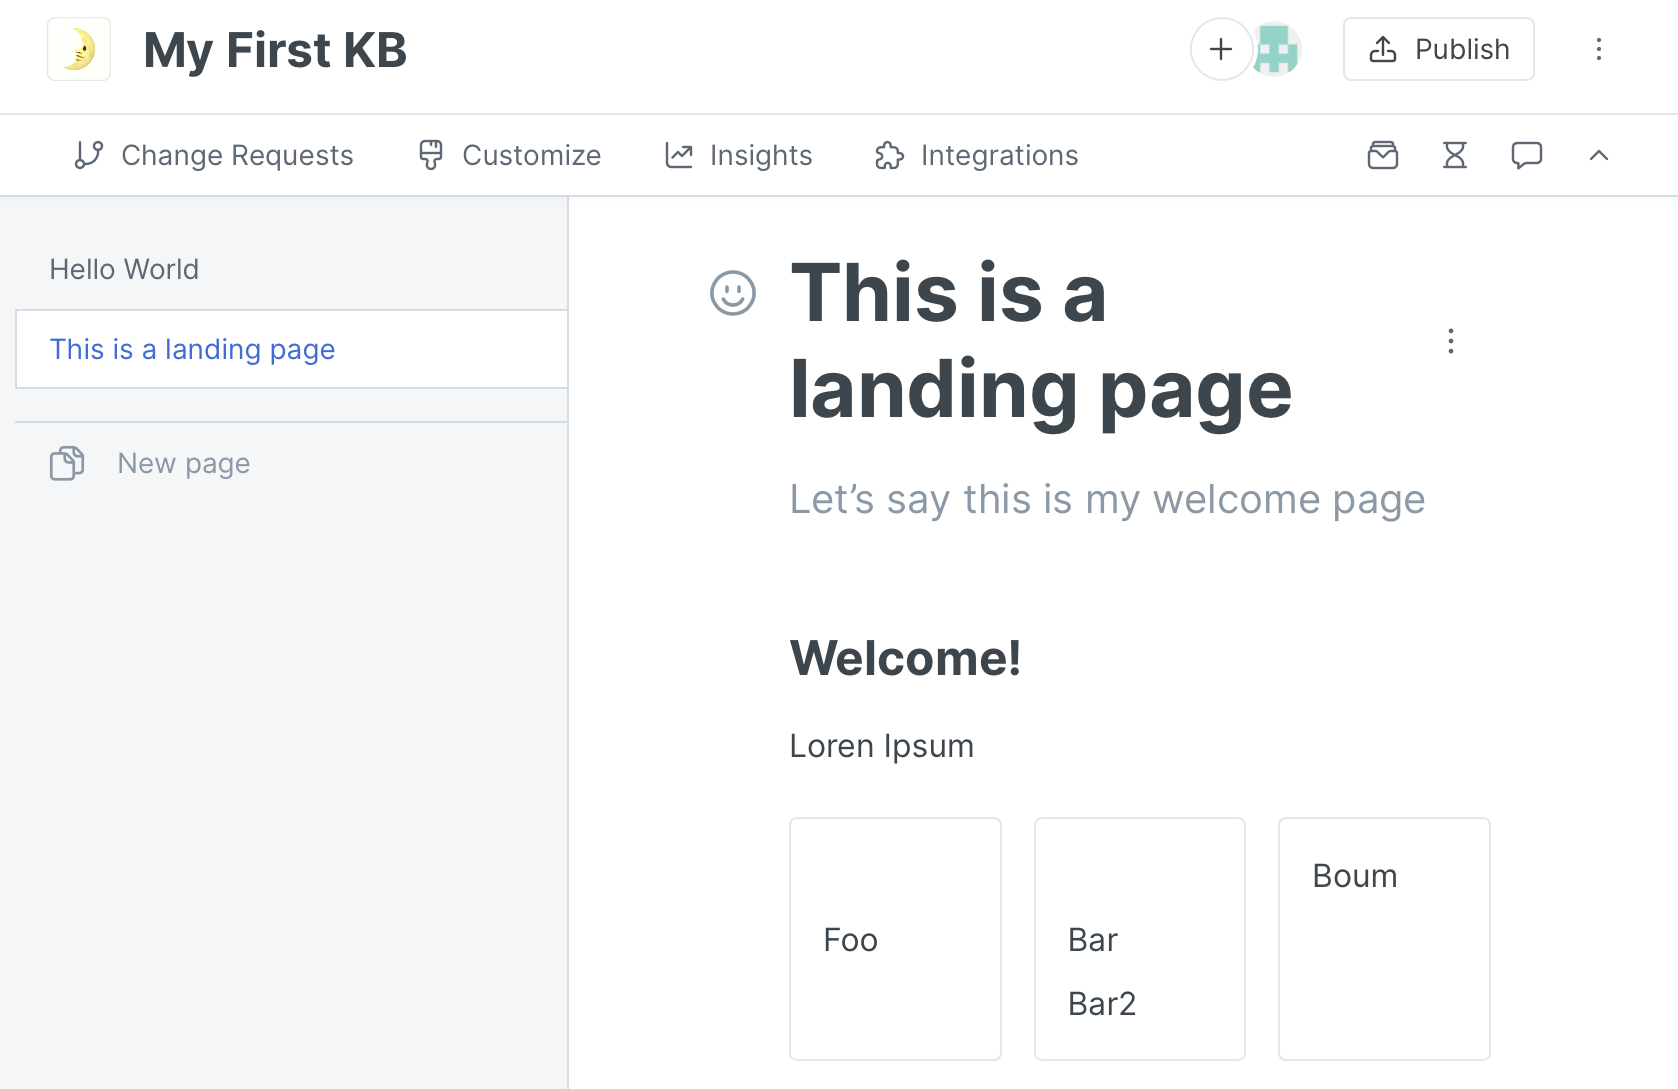 My First KB
Publish
Change Requests
Customize
Insights
Integrations
Hello World
This is a landing page
New page
This is a
landing page
Let’s say this is my welcome page
Welcome!
Loren Ipsum
Foo
Bar
Bar2
Boum